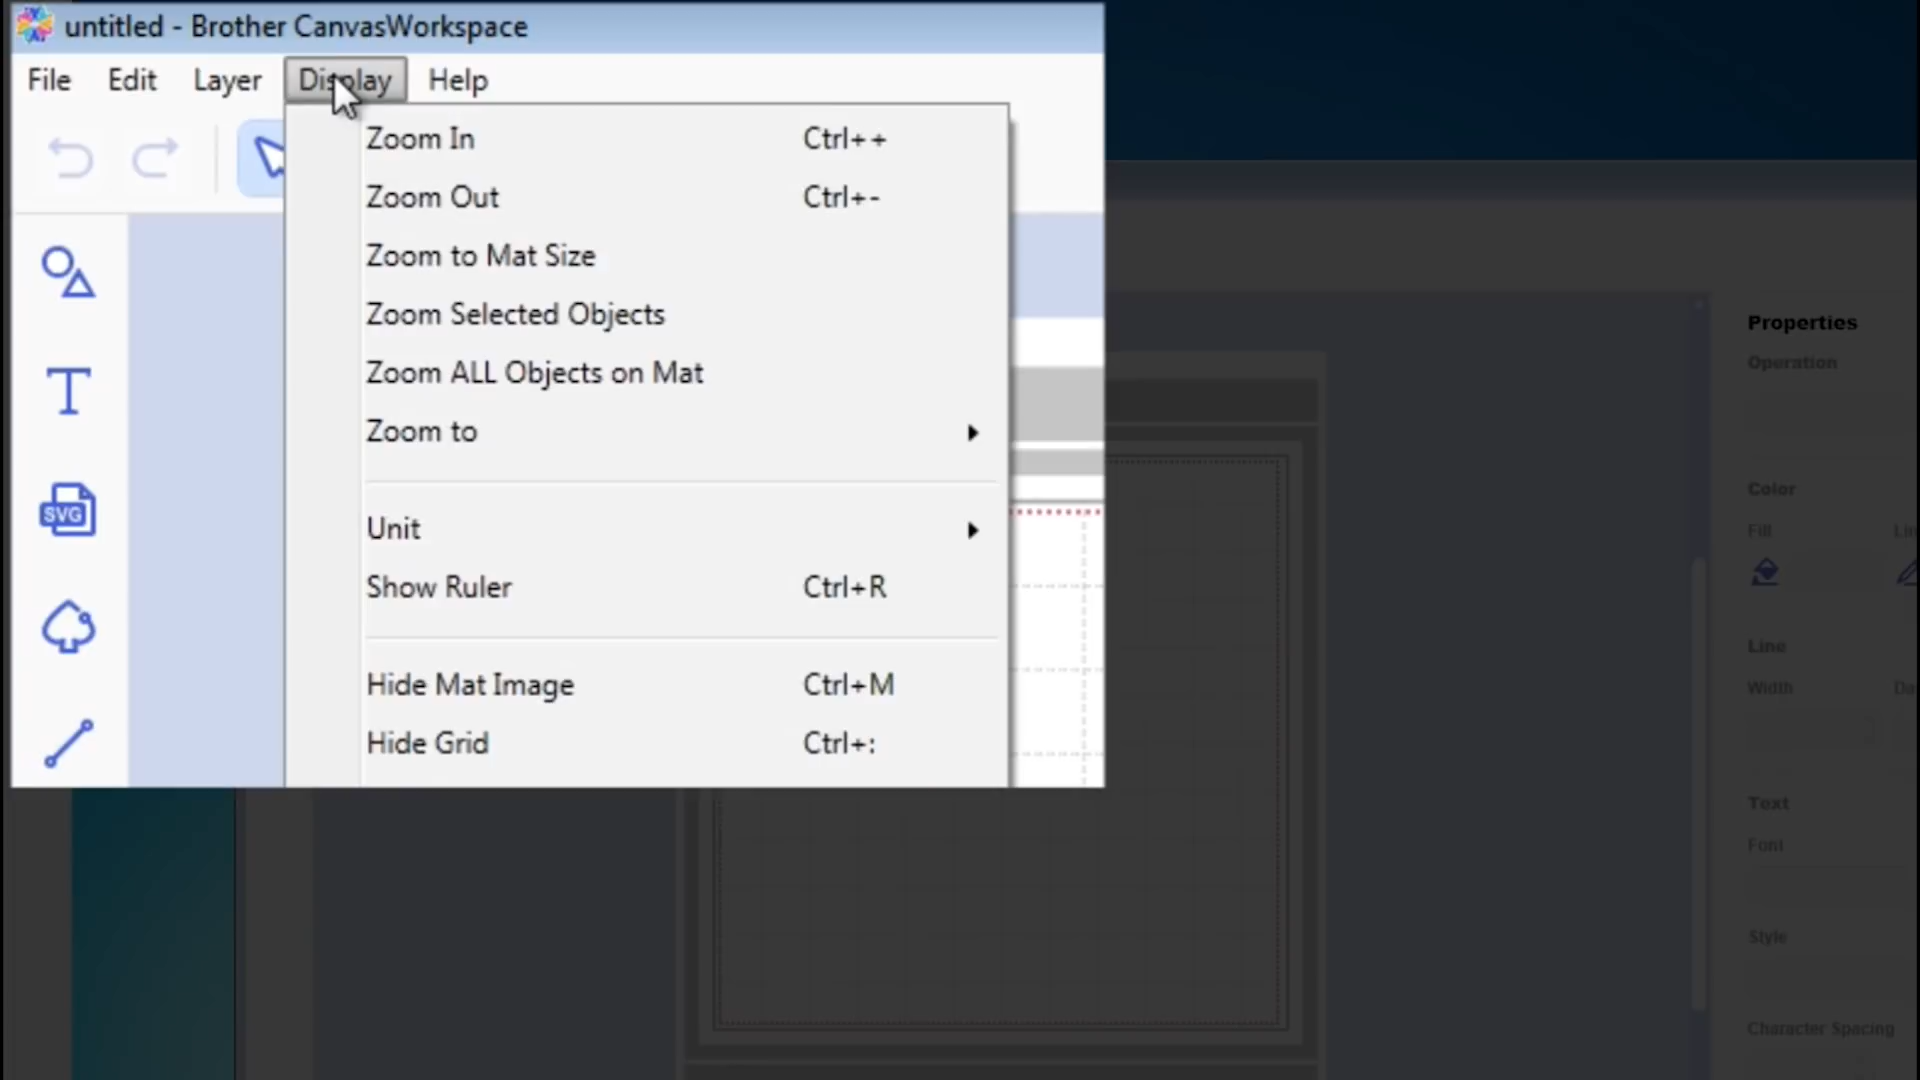 untitled - Brother CanvasWorkspace
File Edit Layer Display Help
Zoom In Ctrl++
Zoom Out Ctrl+-
Zoom to Mat Size
Zoom Selected Objects
Zoom ALL Objects on Mat
Zoom to
Unit
Show Ruler Ctrl+R
Hide Mat Image Ctrl+M
Hide Grid Ctrl+:
SVG
Properties
Operation
Color
Fill
Line
Width
Text
Font
Style
Character Spacing